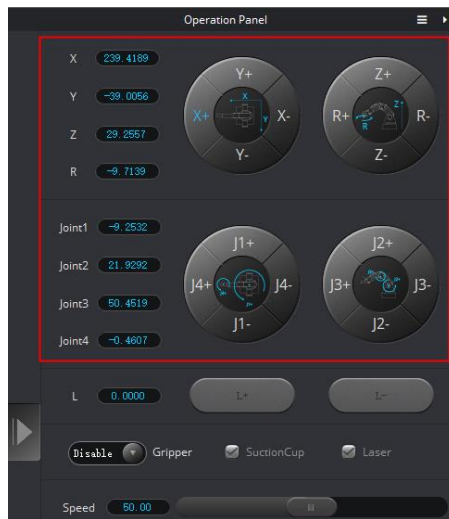 Operation Panel
X 239.4189
Y -39.0056
Z 29.2557
R -9.7139
Y+
X+ X-
Y-
Z+
R+ R-
Z-
Joint1 -9.2532
Joint2 21.9292
Joint3 50.4519
Joint4 -0.4607
J1+
J4+ J4-
J1-
J2+
J3+ J3-
J2-
L 0.0000 L+ L-
Disable Gripper SuctionCup Laser
Speed 50.00